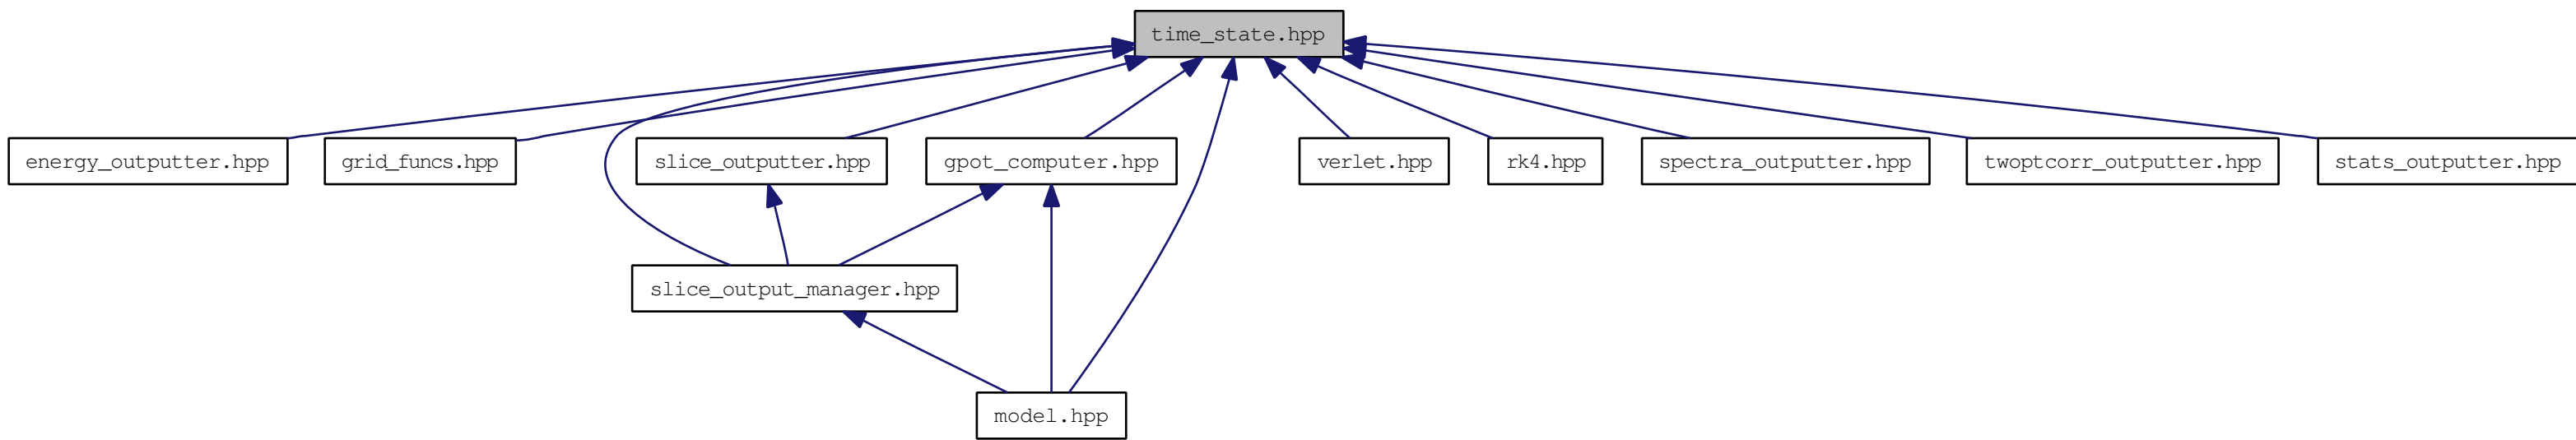 time_state.hpp
energy_outputter.hpp
grid_funcs.hpp
slice_outputter.hpp
gpot_computer.hpp
verlet.hpp
rk4.hpp
spectra_outputter.hpp
twoptcorr_outputter.hpp
stats_outputter.hpp
slice_output_manager.hpp
model.hpp